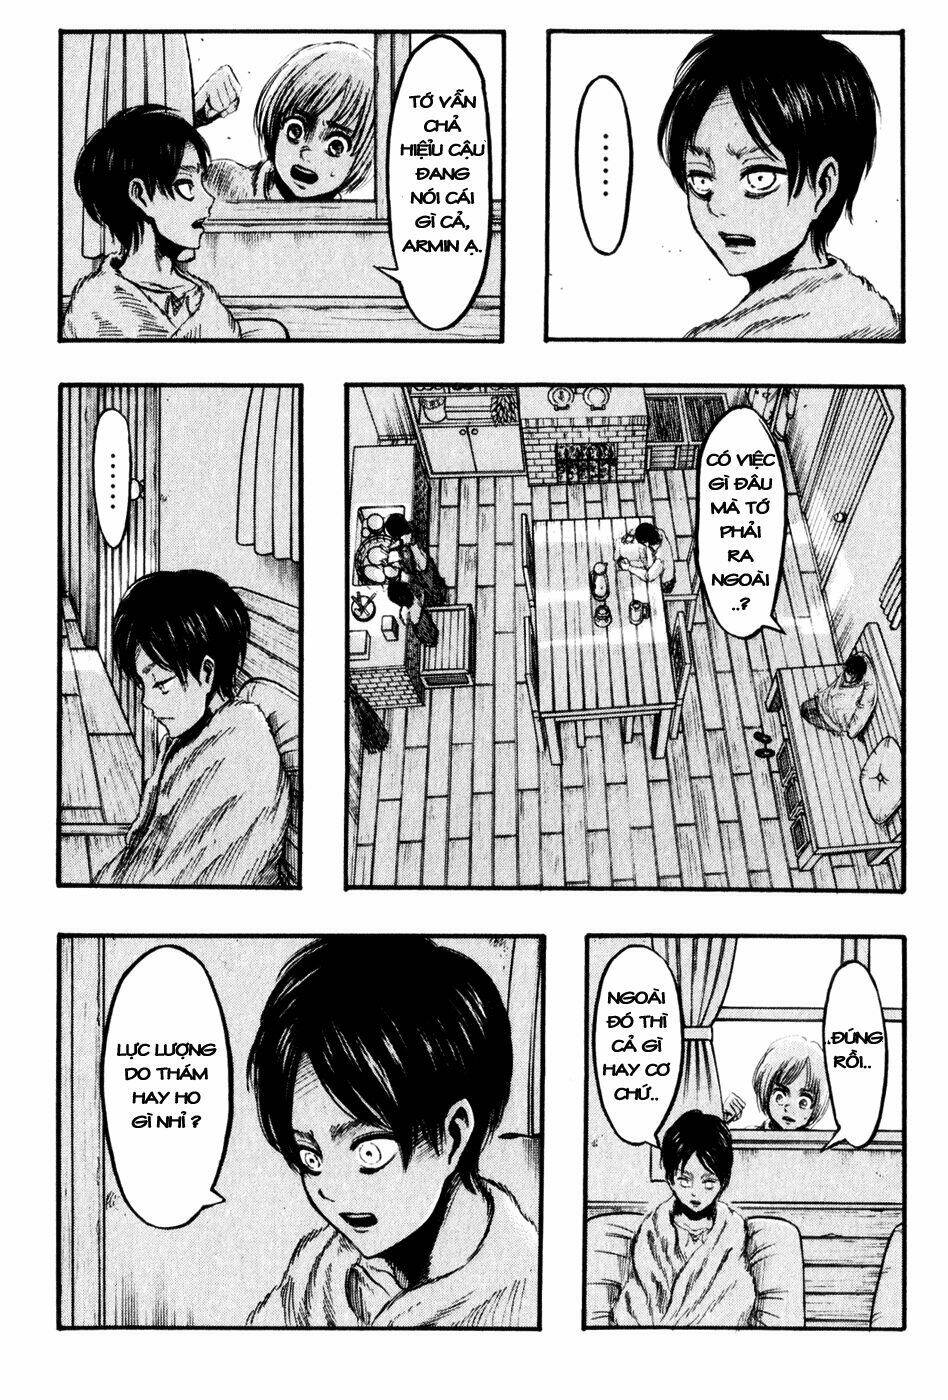 ......
TỚ VẪN
CHẢ
HIỆỈU CẬU
ĐANG
NÓI CÁI
GÌ CẢ,
ARMIN Ạ.
CÓ VIỆC
GÌ ĐÂU
MÀ TỚ
PHẢI
RA
NGOÀI
..?
......
..ĐÚNG
RỒI..
NGOÀI
ĐÓ THÌ
CẢ GÌ
HAY CƠ
CHỨ..
LỰC LƯỢNG
DO THÁM
HAY HO
GÌ NHỈ ?